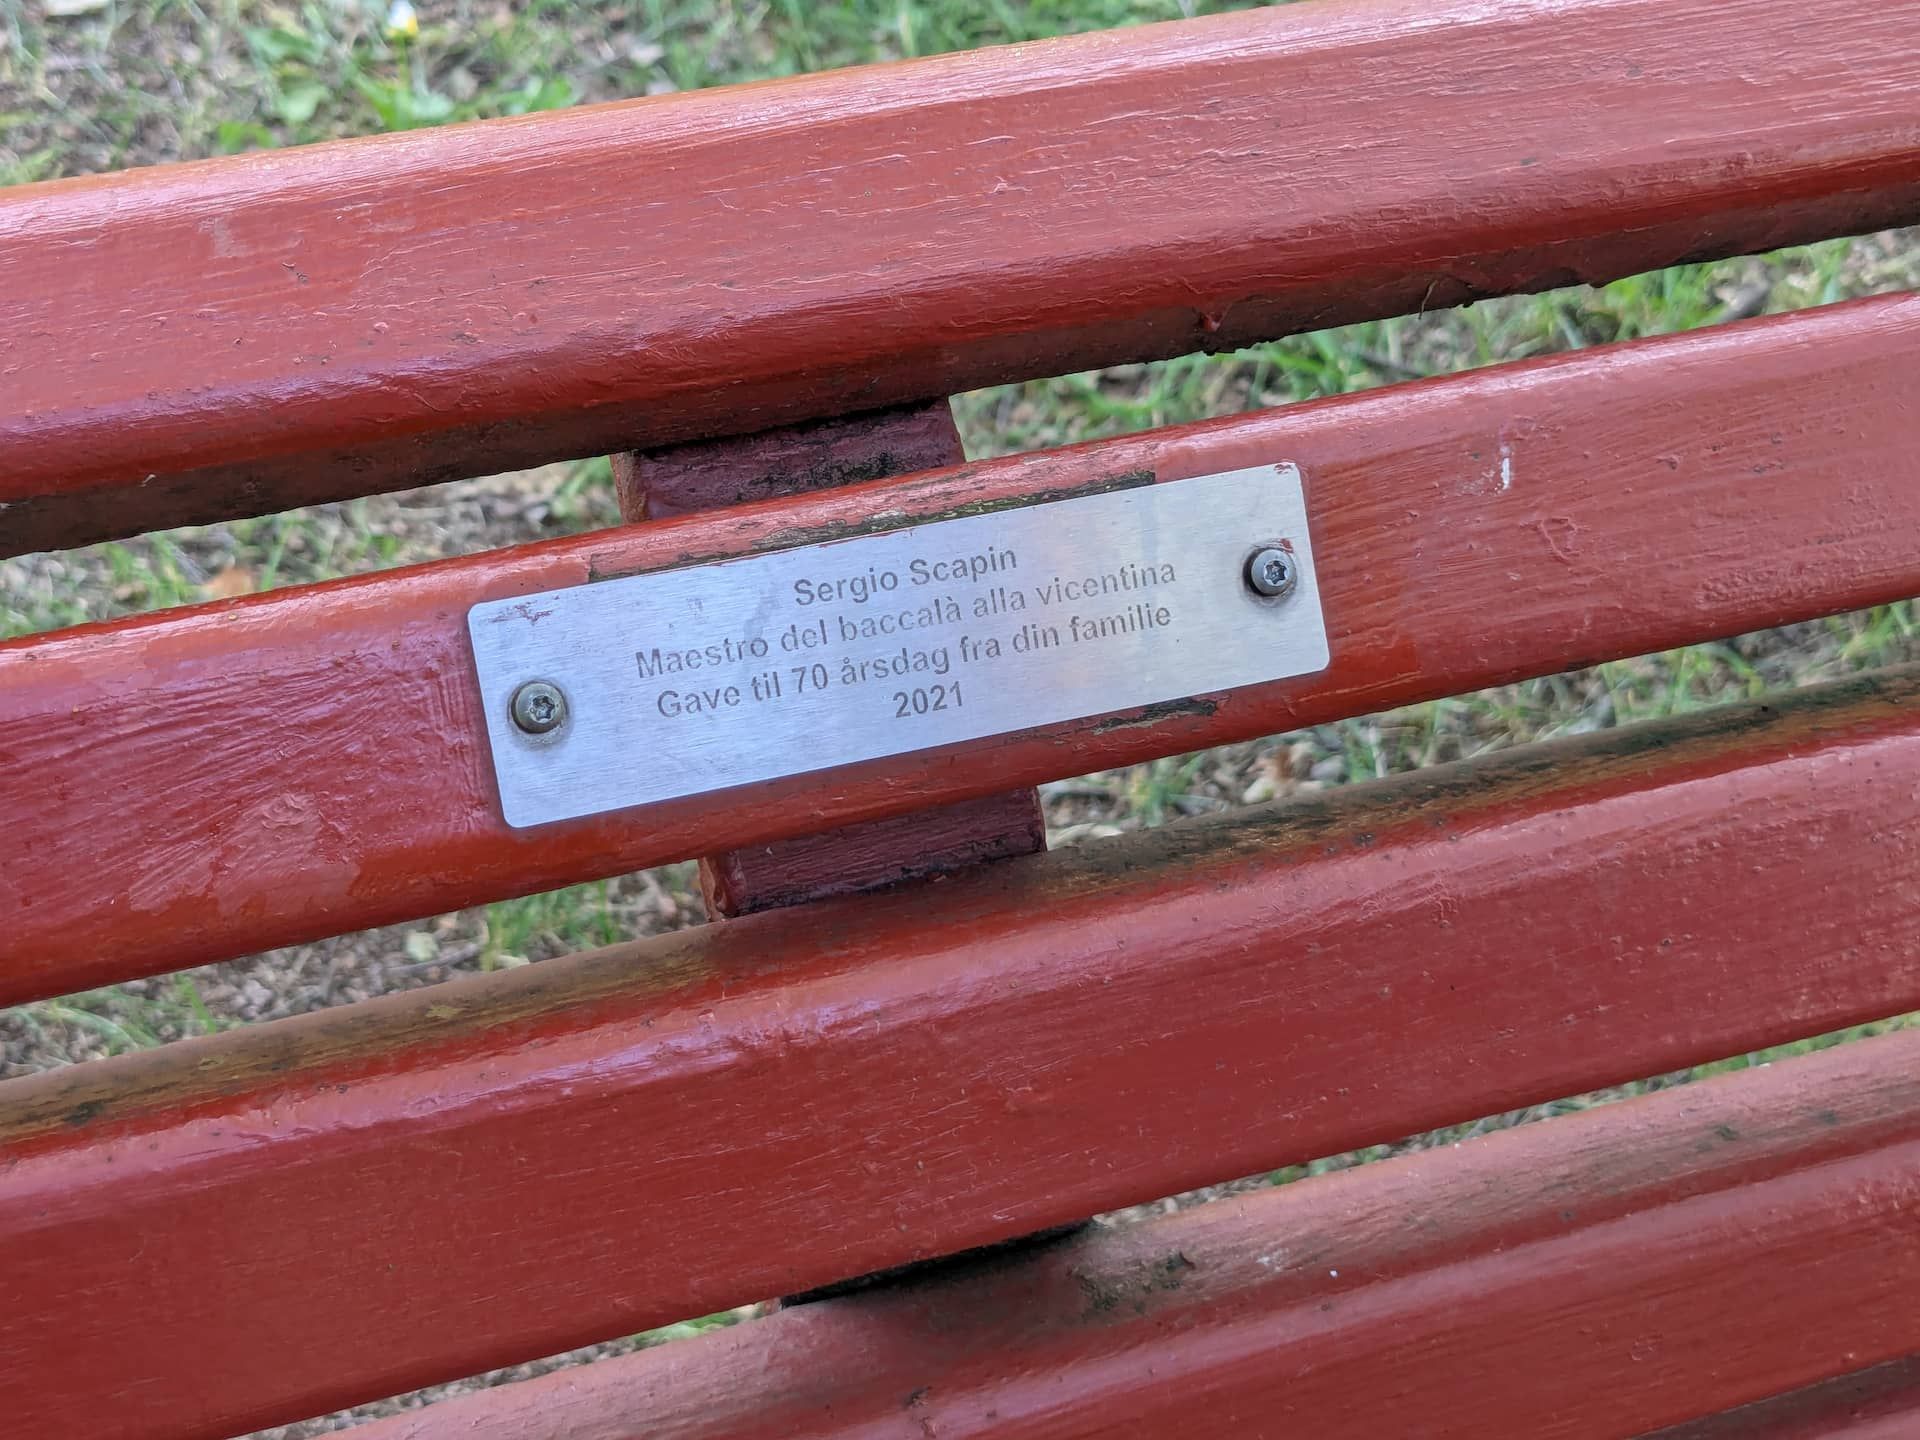 Sergio Scapin
Maestro del baccalà alla vicentina
Gave til 70 årsdag fra din familie
2021